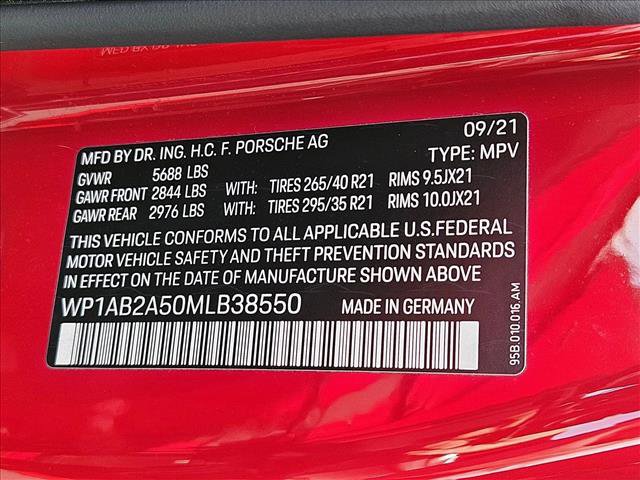 MFD BY DR. ING. H.C. F. PORSCHE AG 09/21
GVWR 5688 LBS TYPE: MPV
GAWR FRONT 2844 LBS WITH: TIRES 265/40 R21 RIMS 9.5JX21
GAWR REAR 2976 LBS WITH: TIRES 295/35 R21 RIMS 10.0JX21
THIS VEHICLE CONFORMS TO ALL APPLICABLE U.S.FEDERAL
MOTOR VEHICLE SAFETY AND THEFT PREVENTION STANDARDS
IN EFFECT ON THE DATE OF MANUFACTURE SHOWN ABOVE
WP1AB2A50MLB38550 MADE IN GERMANY
95B.010.016.AM